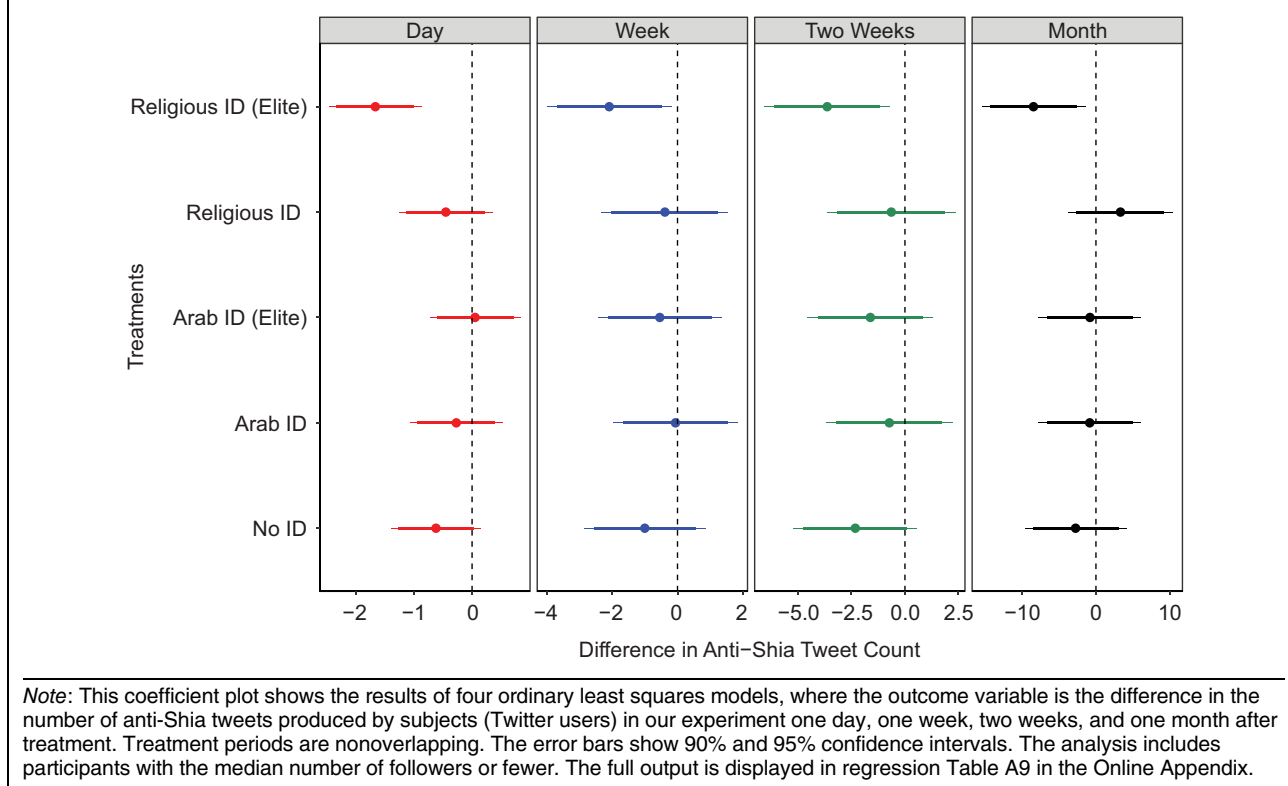 Day Week Two Weeks Month
Religious ID (Elite)
Religious ID
Arab ID (Elite)
Arab ID
No ID
Treatments
−2 −1 0 −4 −2 0 2 −5.0 −2.5 0.0 2.5 −10 0 10
Difference in Anti−Shia Tweet Count
Note: This coefficient plot shows the results of four ordinary least squares models, where the outcome variable is the difference in the
number of anti-Shia tweets produced by subjects (Twitter users) in our experiment one day, one week, two weeks, and one month after
treatment. Treatment periods are nonoverlapping. The error bars show 90% and 95% confidence intervals. The analysis includes
participants with the median number of followers or fewer. The full output is displayed in regression Table A9 in the Online Appendix.